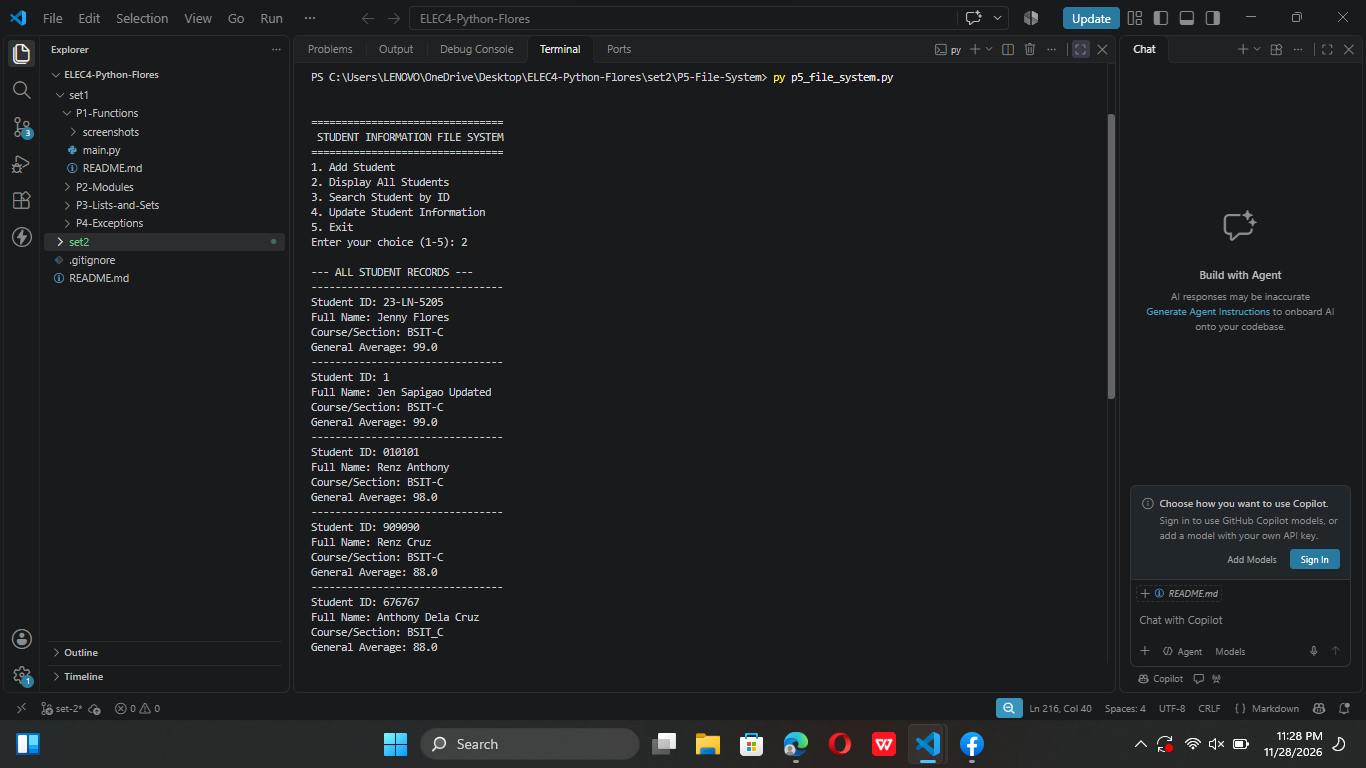 File Edit Selection View Go Run ···
ELEC4-Python-Flores
Update
Explorer
ELEC4-Python-Flores
set1
P1-Functions
screenshots
main.py
README.md
P2-Modules
P3-Lists-and-Sets
P4-Exceptions
set2
.gitignore
README.md
Outline
Timeline
Problems Output Debug Console Terminal Ports
py
PS C:\Users\LENOVO\OneDrive\Desktop\ELEC4-Python-Flores\set2\P5-File-System> py p5_file_system.py
================================
STUDENT INFORMATION FILE SYSTEM
================================
1. Add Student
2. Display All Students
3. Search Student by ID
4. Update Student Information
5. Exit
Enter your choice (1-5): 2
--- ALL STUDENT RECORDS ---
--------------------------------
Student ID: 23-LN-5205
Full Name: Jenny Flores
Course/Section: BSIT-C
General Average: 99.0
--------------------------------
Student ID: 1
Full Name: Jen Sapigao Updated
Course/Section: BSIT-C
General Average: 99.0
--------------------------------
Student ID: 010101
Full Name: Renz Anthony
Course/Section: BSIT-C
General Average: 98.0
--------------------------------
Student ID: 909090
Full Name: Renz Cruz
Course/Section: BSIT-C
General Average: 88.0
--------------------------------
Student ID: 676767
Full Name: Anthony Dela Cruz
Course/Section: BSIT_C
General Average: 88.0
Chat
Build with Agent
AI responses may be inaccurate
Generate Agent Instructions to onboard AI
onto your codebase.
Choose how you want to use Copilot.
Sign in to use GitHub Copilot models, or
add a model with your own API key.
Add Models Sign In
README.md
Chat with Copilot
Agent Models
Copilot
3
1
set-2*
0 0
Ln 216, Col 40 Spaces: 4 UTF-8 CRLF { } Markdown
Search
W
11:28 PM
11/28/2026